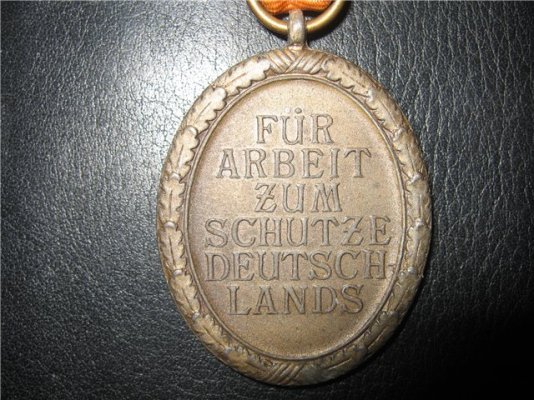 FÜR
ARBEIT
ZUM
SCHUTZE
DEUTSCH
LANDS